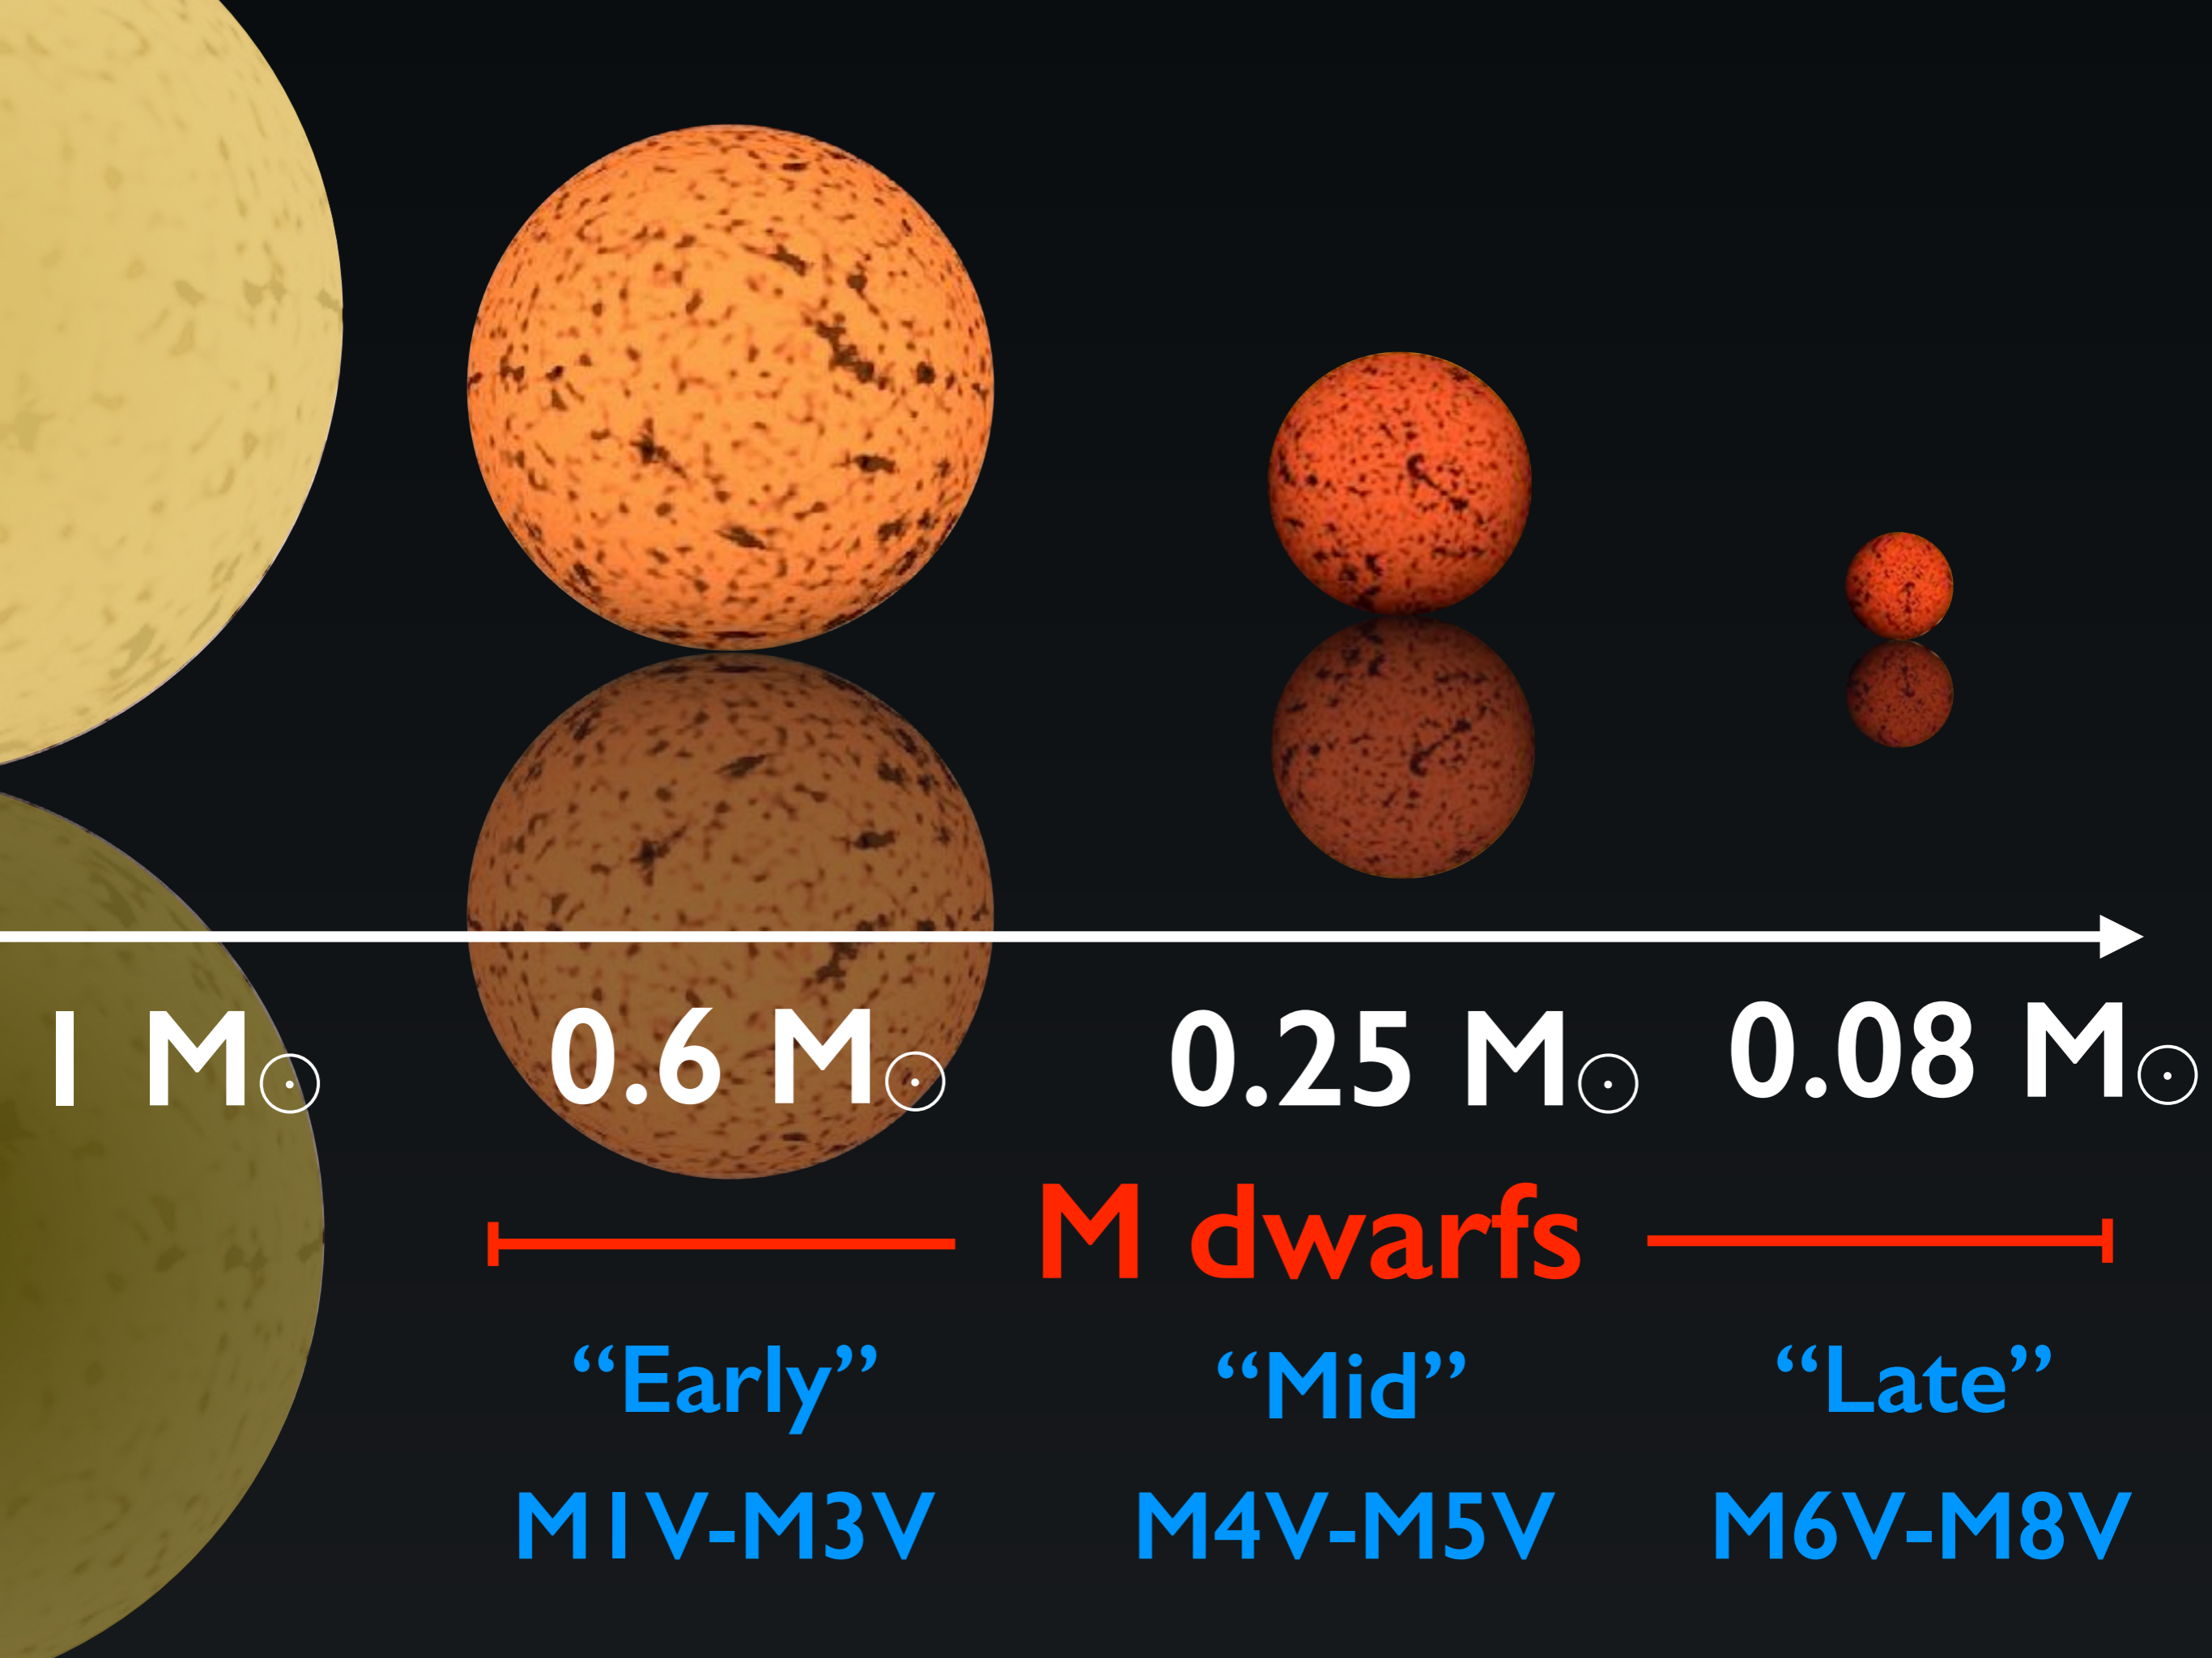 1 M☉ 0.6 M☉ 0.25 M☉ 0.08 M☉
M dwarfs
“Early” “Mid” “Late”
M1V-M3V M4V-M5V M6V-M8V